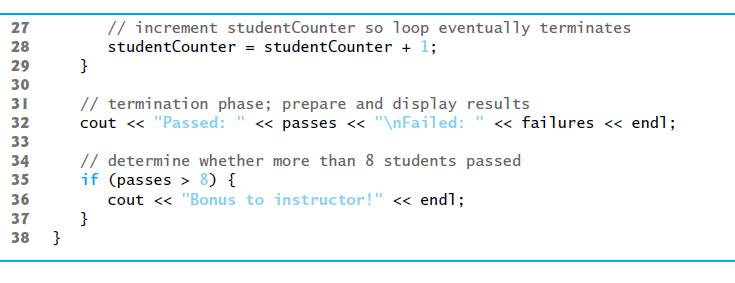 27 // increment studentCounter so loop eventually terminates
28 studentCounter = studentCounter + 1;
29 }
30
31 // termination phase; prepare and display results
32 cout << "Passed: " << passes << "\nFailed: " << failures << endl;
33
34 // determine whether more than 8 students passed
35 if (passes > 8) {
36 cout << "Bonus to instructor!" << endl;
37 }
38 }